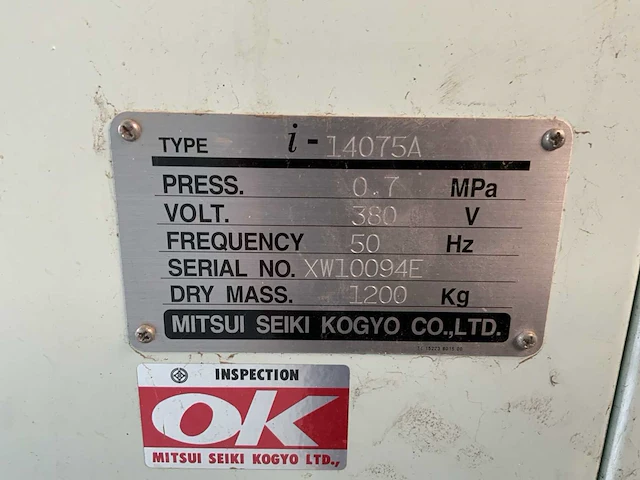 TYPE i-14075A
PRESS. 0.7 MPa
VOLT. 380 V
FREQUENCY 50 Hz
SERIAL NO. XW10094E
DRY MASS. 1200 Kg
MITSUI SEIKI KOGYO CO.,LTD.
INSPECTION
OK
MITSUI SEIKI KOGYO LTD.,